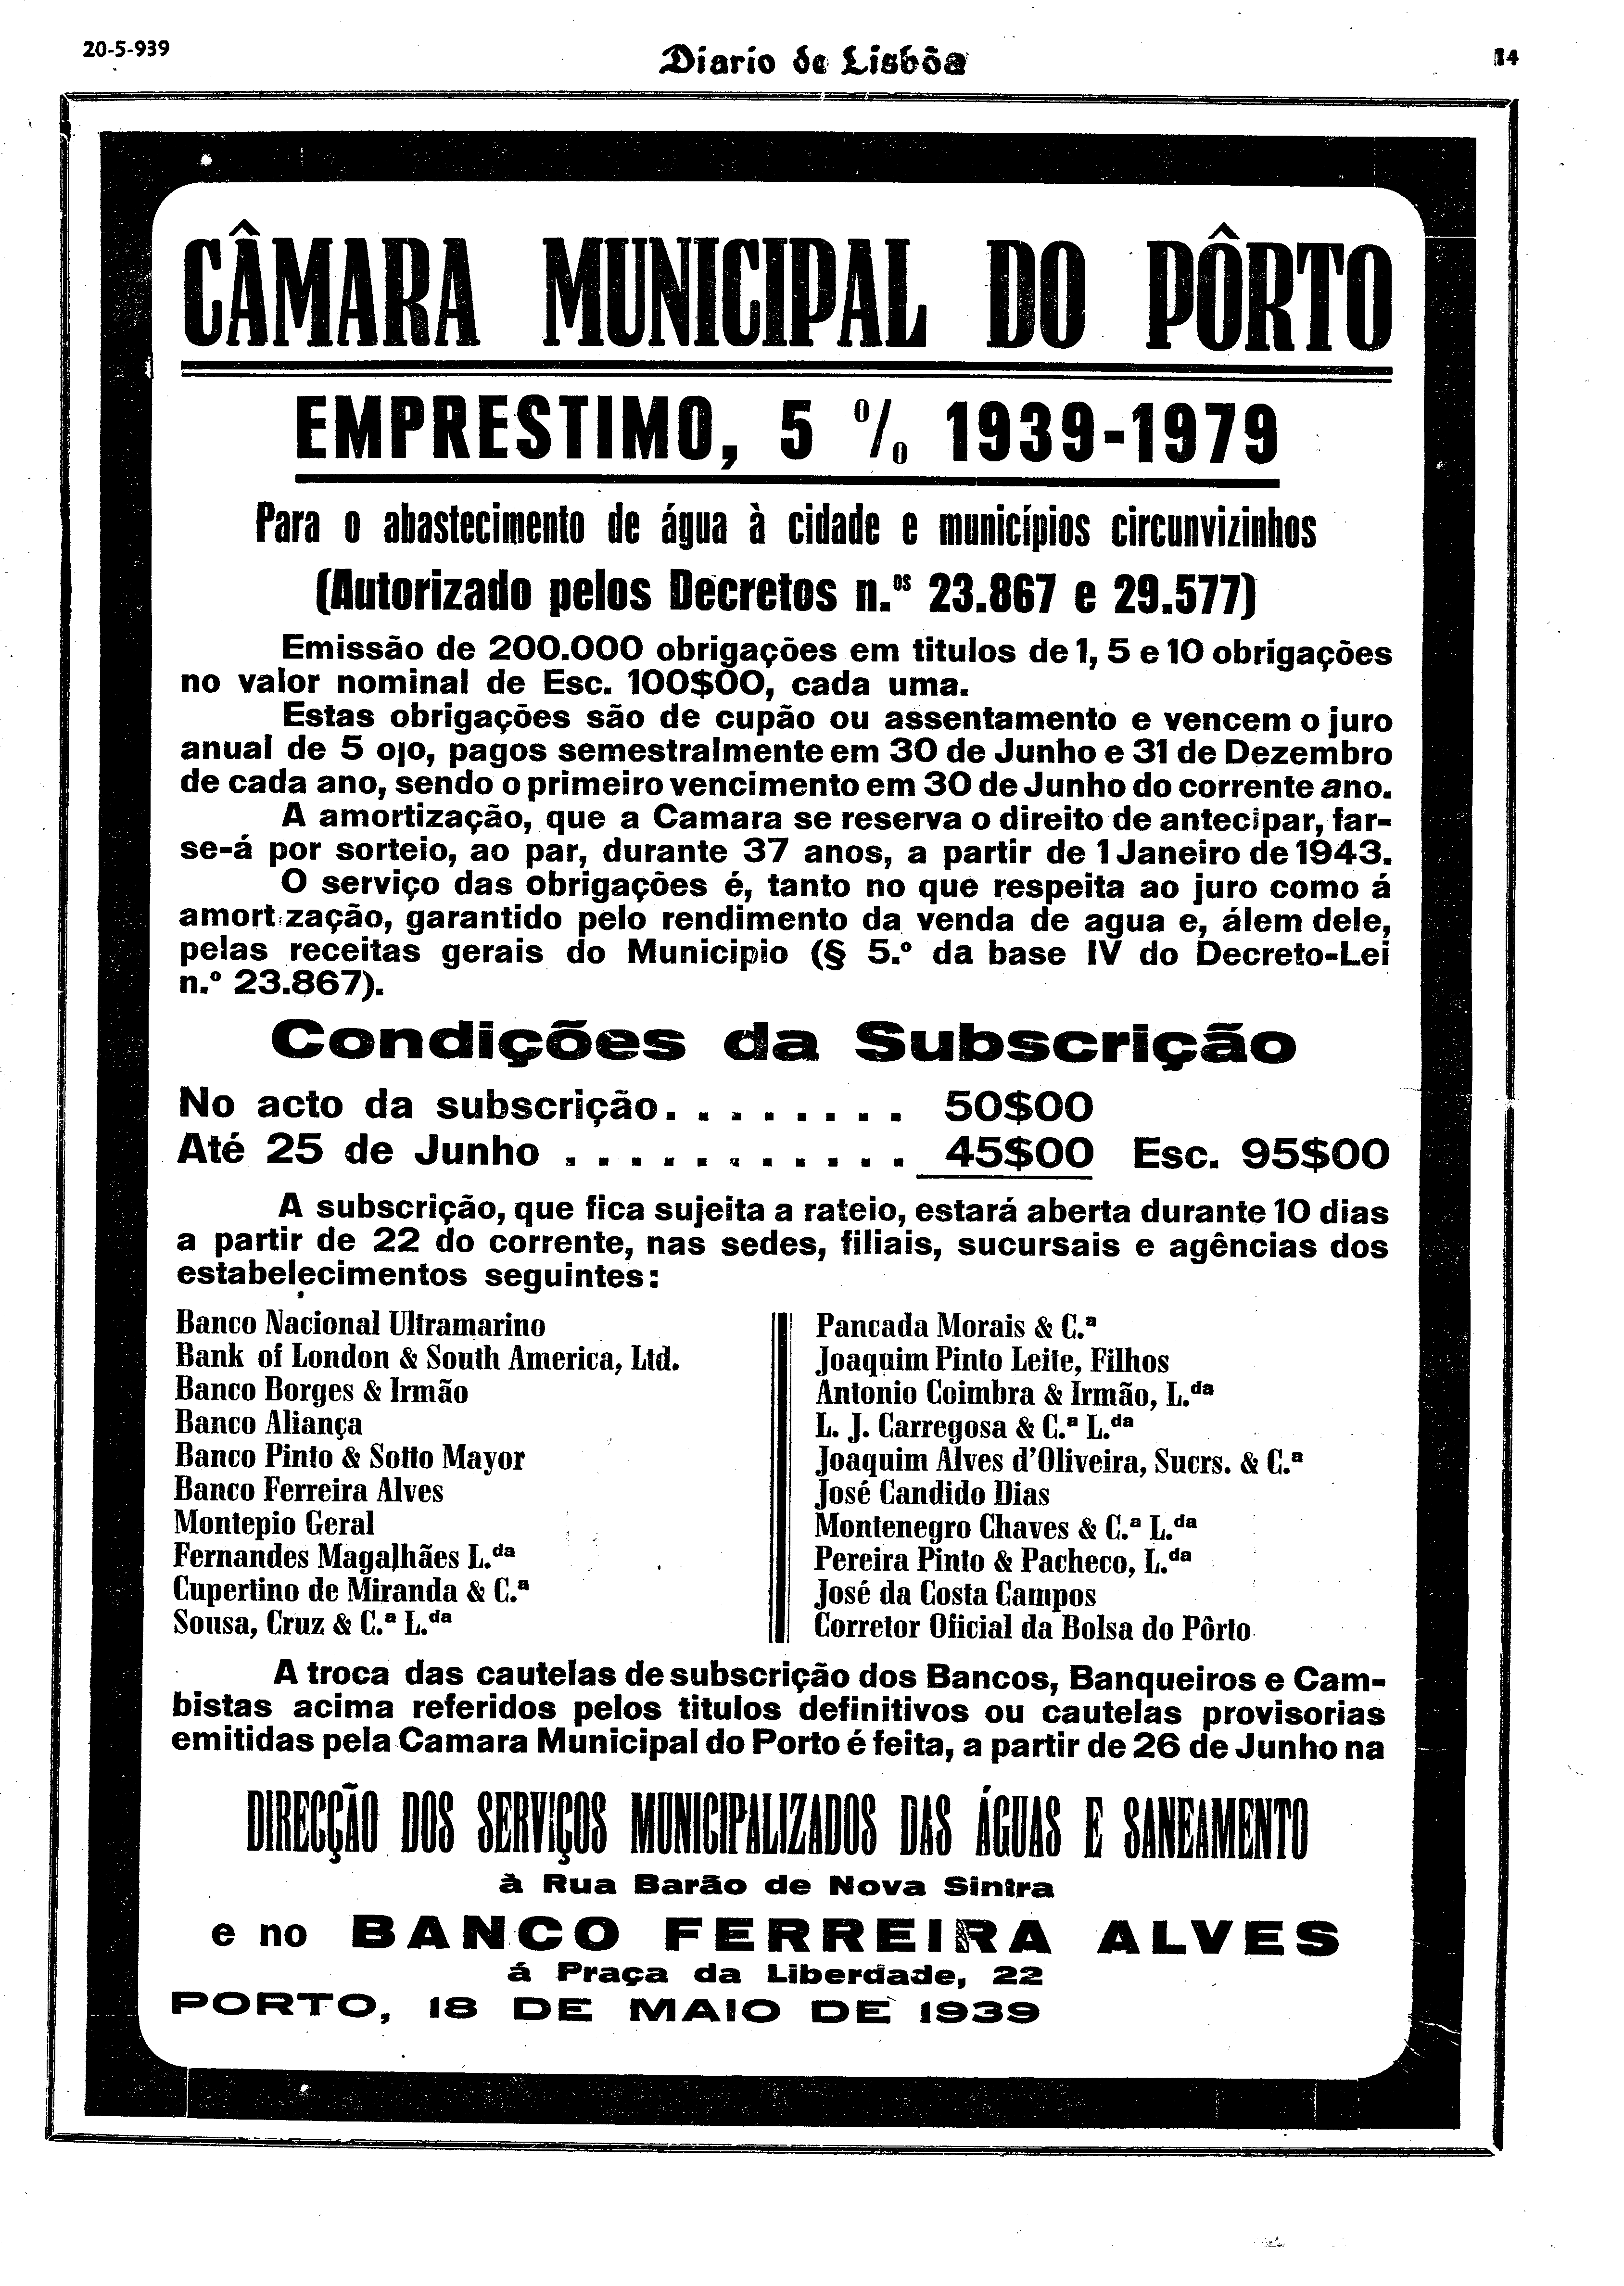 20-5-939
Diario de Lisbôa
14
CÂMARA MUNICIPAL DO PÔRTO
EMPRESTIMO, 5 % 1939-1979
Para o abastecimento de água à cidade e municípios circunvizinhos
(Autorizado pelos Decretos n.os 23.867 e 29.577)
Emissão de 200.000 obrigações em titulos de 1, 5 e 10 obrigações
no valor nominal de Esc. 100$00, cada uma.
Estas obrigações são de cupão ou assentamento e vencem o juro
anual de 5 o|o, pagos semestralmente em 30 de Junho e 31 de Dezembro
de cada ano, sendo o primeiro vencimento em 30 de Junho do corrente ano.
A amortização, que a Camara se reserva o direito de antecipar, far-
se-á por sorteio, ao par, durante 37 anos, a partir de 1 Janeiro de 1943.
O serviço das obrigações é, tanto no que respeita ao juro como á
amortização, garantido pelo rendimento da venda de agua e, álem dele,
pelas receitas gerais do Municipio (§ 5.º da base IV do Decreto-Lei
n.º 23.867).
Condições da Subscrição
No acto da subscrição. . . . . . . . 50$00
Até 25 de Junho . . . . . . . . . . . 45$00 Esc. 95$00
A subscrição, que fica sujeita a rateio, estará aberta durante 10 dias
a partir de 22 do corrente, nas sedes, filiais, sucursais e agências dos
estabelecimentos seguintes:
Banco Nacional Ultramarino
Bank of London & South America, Ltd.
Banco Borges & Irmão
Banco Aliança
Banco Pinto & Sotto Mayor
Banco Ferreira Alves
Montepio Geral
Fernandes Magalhães L.da
Cupertino de Miranda & C.ª
Sousa, Cruz & C.ª L.da
Pancada Morais & C.ª
Joaquim Pinto Leite, Filhos
Antonio Coimbra & Irmão, L.da
L. J. Carregosa & C.ª L.da
Joaquim Alves d'Oliveira, Sucrs. & C.ª
José Candido Dias
Montenegro Chaves & C.ª L.da
Pereira Pinto & Pacheco, L.da
José da Costa Campos
Corretor Oficial da Bolsa do Pôrto
A troca das cautelas de subscrição dos Bancos, Banqueiros e Cam-
bistas acima referidos pelos titulos definitivos ou cautelas provisorias
emitidas pela Camara Municipal do Porto é feita, a partir de 26 de Junho na
DIRECÇÃO DOS SERVIÇOS MUNICIPALIZADOS DAS ÁGUAS E SANEAMENTO
à Rua Barão de Nova Sintra
e no BANCO FERREIRA ALVES
á Praça da Liberdade, 22
PORTO, 18 DE MAIO DE 1939